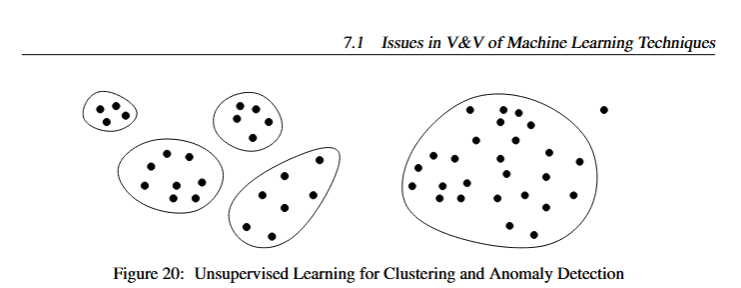 7.1 Issues in V&V of Machine Learning Techniques
Figure 20: Unsupervised Learning for Clustering and Anomaly Detection